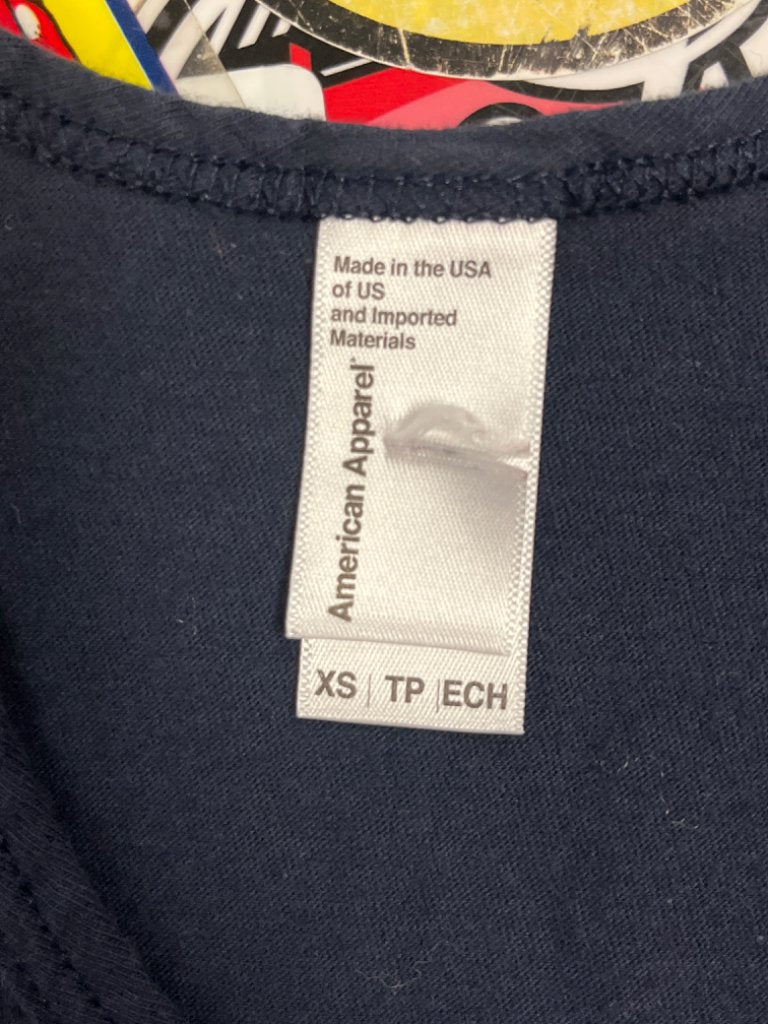 Made in the USA
of US
and Imported
Materials
American Apparel
XS | TP | ECH